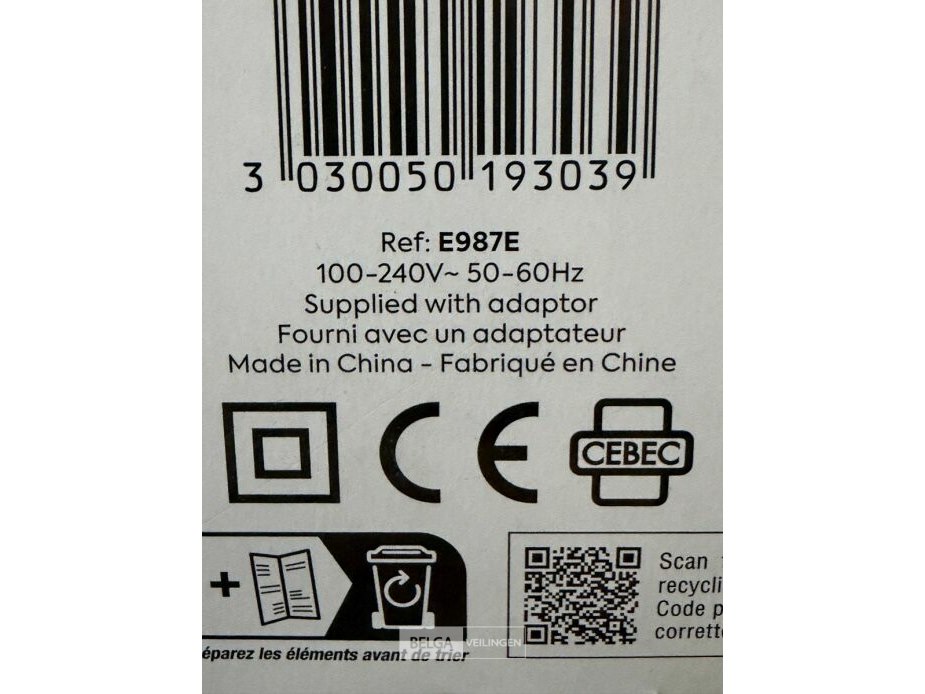 3 030050 193039
Ref: E987E
100-240V~ 50-60Hz
Supplied with adaptor
Fourni avec un adaptateur
Made in China - Fabriqué en Chine
CE
CEBEC
+
Scan
recycli
Code p
corrett
BELGA VEILINGEN
éparez les éléments avant de trier